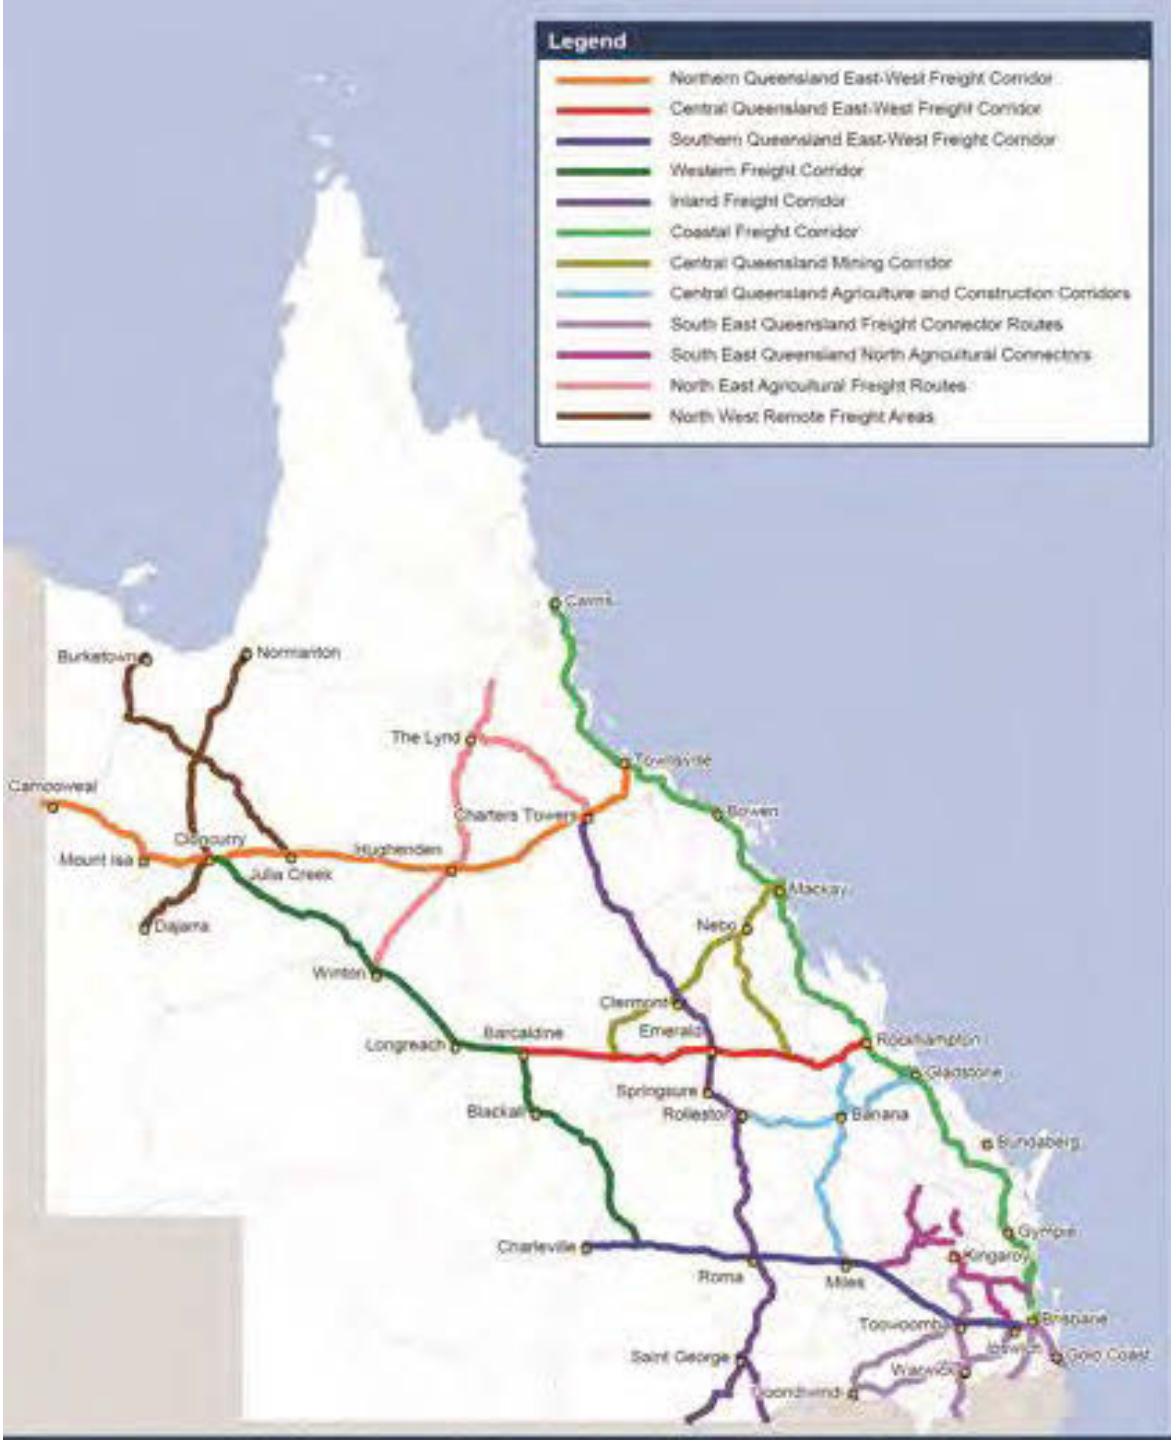 Legend
Northern Queensland East-West Freight Corridor
Central Queensland East-West Freight Corridor
Southern Queensland East-West Freight Corridor
Western Freight Corridor
Inland Freight Corridor
Coastal Freight Corridor
Central Queensland Mining Corridor
Central Queensland Agriculture and Construction Corridors
South East Queensland Freight Connector Routes
South East Queensland North Agricultural Connectors
North East Agricultural Freight Routes
North West Remote Freight Areas
Cairns
Burketown
Normanton
The Lynd
Townsville
Camooweal
Charters Towers
Bowen
Cloncurry
Hughenden
Mount Isa
Julia Creek
Mackay
Dajarra
Nebo
Winton
Clermont
Longreach
Barcaldine
Emerald
Rockhampton
Gladstone
Springsure
Blackall
Rolleston
Banana
Bundaberg
Charleville
Gympie
Kingaroy
Roma
Miles
Toowoomba
Brisbane
Ipswich
Saint George
Warwick
Gold Coast
Goondiwindi